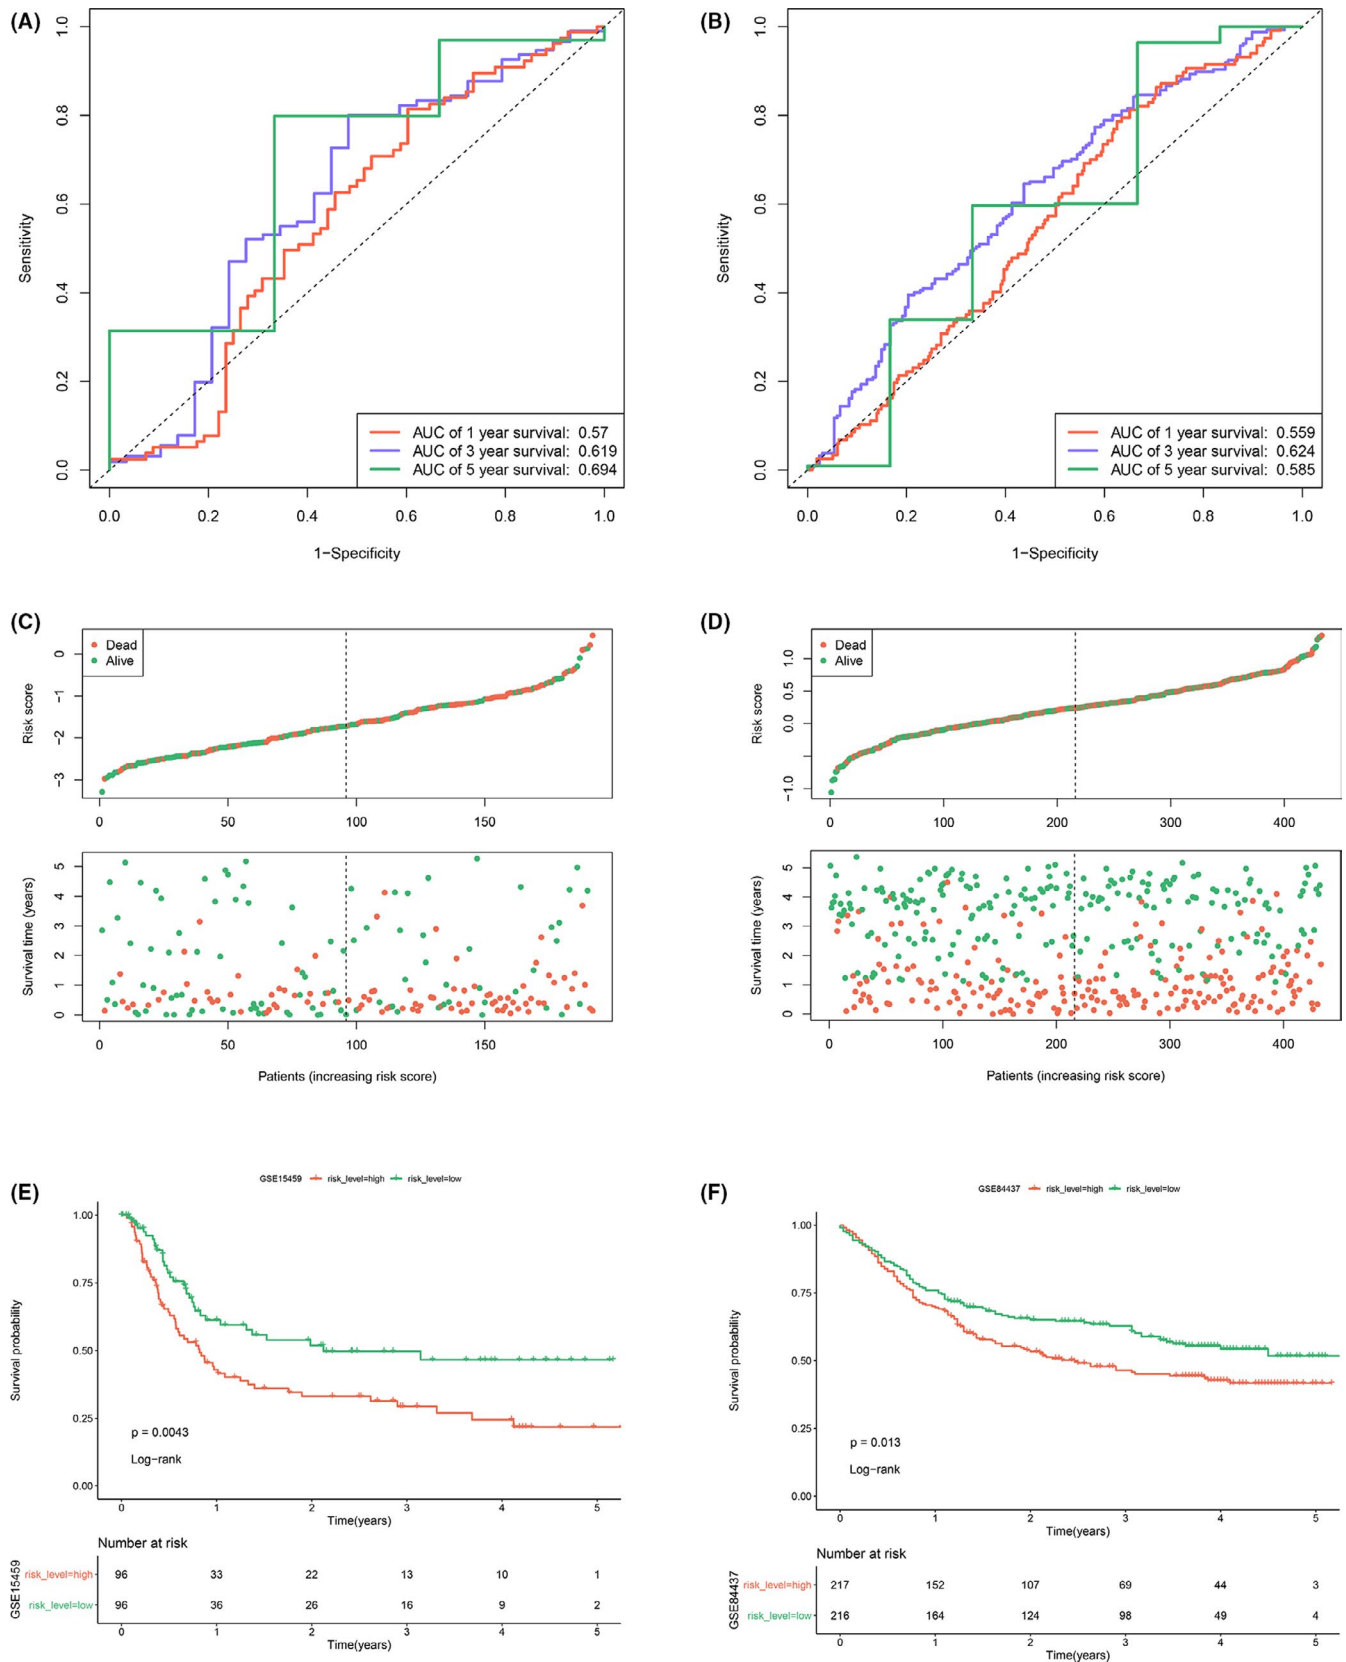 (A)
1.0
0.8
0.6
0.4
0.2
0.0
Sensitivity
AUC of 1 year survival: 0.57
AUC of 3 year survival: 0.619
AUC of 5 year survival: 0.694
0.0 0.2 0.4 0.6 0.8 1.0
1−Specificity
(B)
1.0
0.8
0.6
0.4
0.2
0.0
Sensitivity
AUC of 1 year survival: 0.559
AUC of 3 year survival: 0.624
AUC of 5 year survival: 0.585
0.0 0.2 0.4 0.6 0.8 1.0
1−Specificity
(C)
Dead
Alive
0
−1
−2
−3
Risk score
0 50 100 150
5
4
3
2
1
0
Survival time (years)
0 50 100 150
Patients (increasing risk score)
(D)
Dead
Alive
1.0
0.5
0.0
−1.0
Risk score
0 100 200 300 400
5
4
3
2
1
0
Survival time (years)
0 100 200 300 400
Patients (increasing risk score)
(E)
GSE15459 risk_level=high risk_level=low
1.00
0.75
0.50
0.25
0.00
Survival probability
p = 0.0043
Log−rank
0 1 2 3 4 5
Time(years)
Number at risk
GSE15459
risk_level=high 96 33 22 13 10 1
risk_level=low 96 36 26 16 9 2
0 1 2 3 4 5
Time(years)
(F)
GSE84437 risk_level=high risk_level=low
1.00
0.75
0.50
0.25
0.00
Survival probability
p = 0.013
Log−rank
0 1 2 3 4 5
Time(years)
Number at risk
GSE84437
risk_level=high 217 152 107 69 44 3
risk_level=low 216 164 124 98 49 4
0 1 2 3 4 5
Time(years)